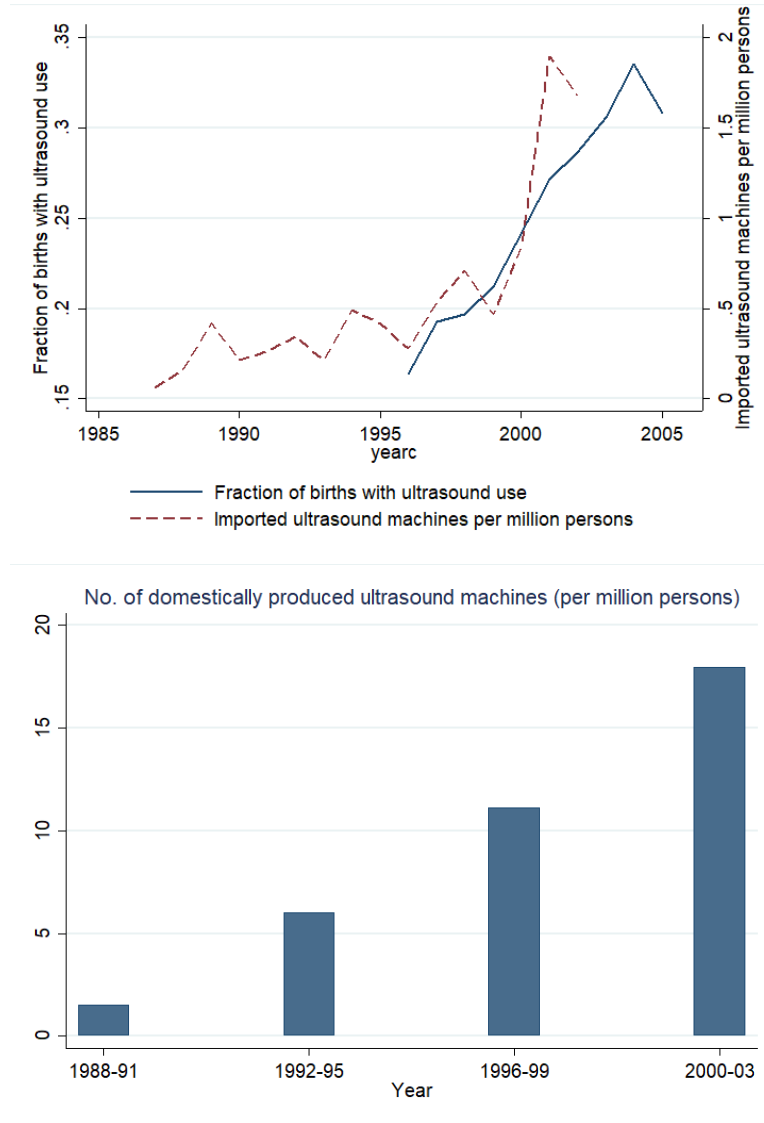 Fraction of births with ultrasound use
.15 .2 .25 .3 .35
Imported ultrasound machines per million persons
0 .5 1 1.5 2
1985 1990 1995 2000 2005
yearc
Fraction of births with ultrasound use
Imported ultrasound machines per million persons
No. of domestically produced ultrasound machines (per million persons)
20
15
10
5
0
1988-91 1992-95 1996-99 2000-03
Year